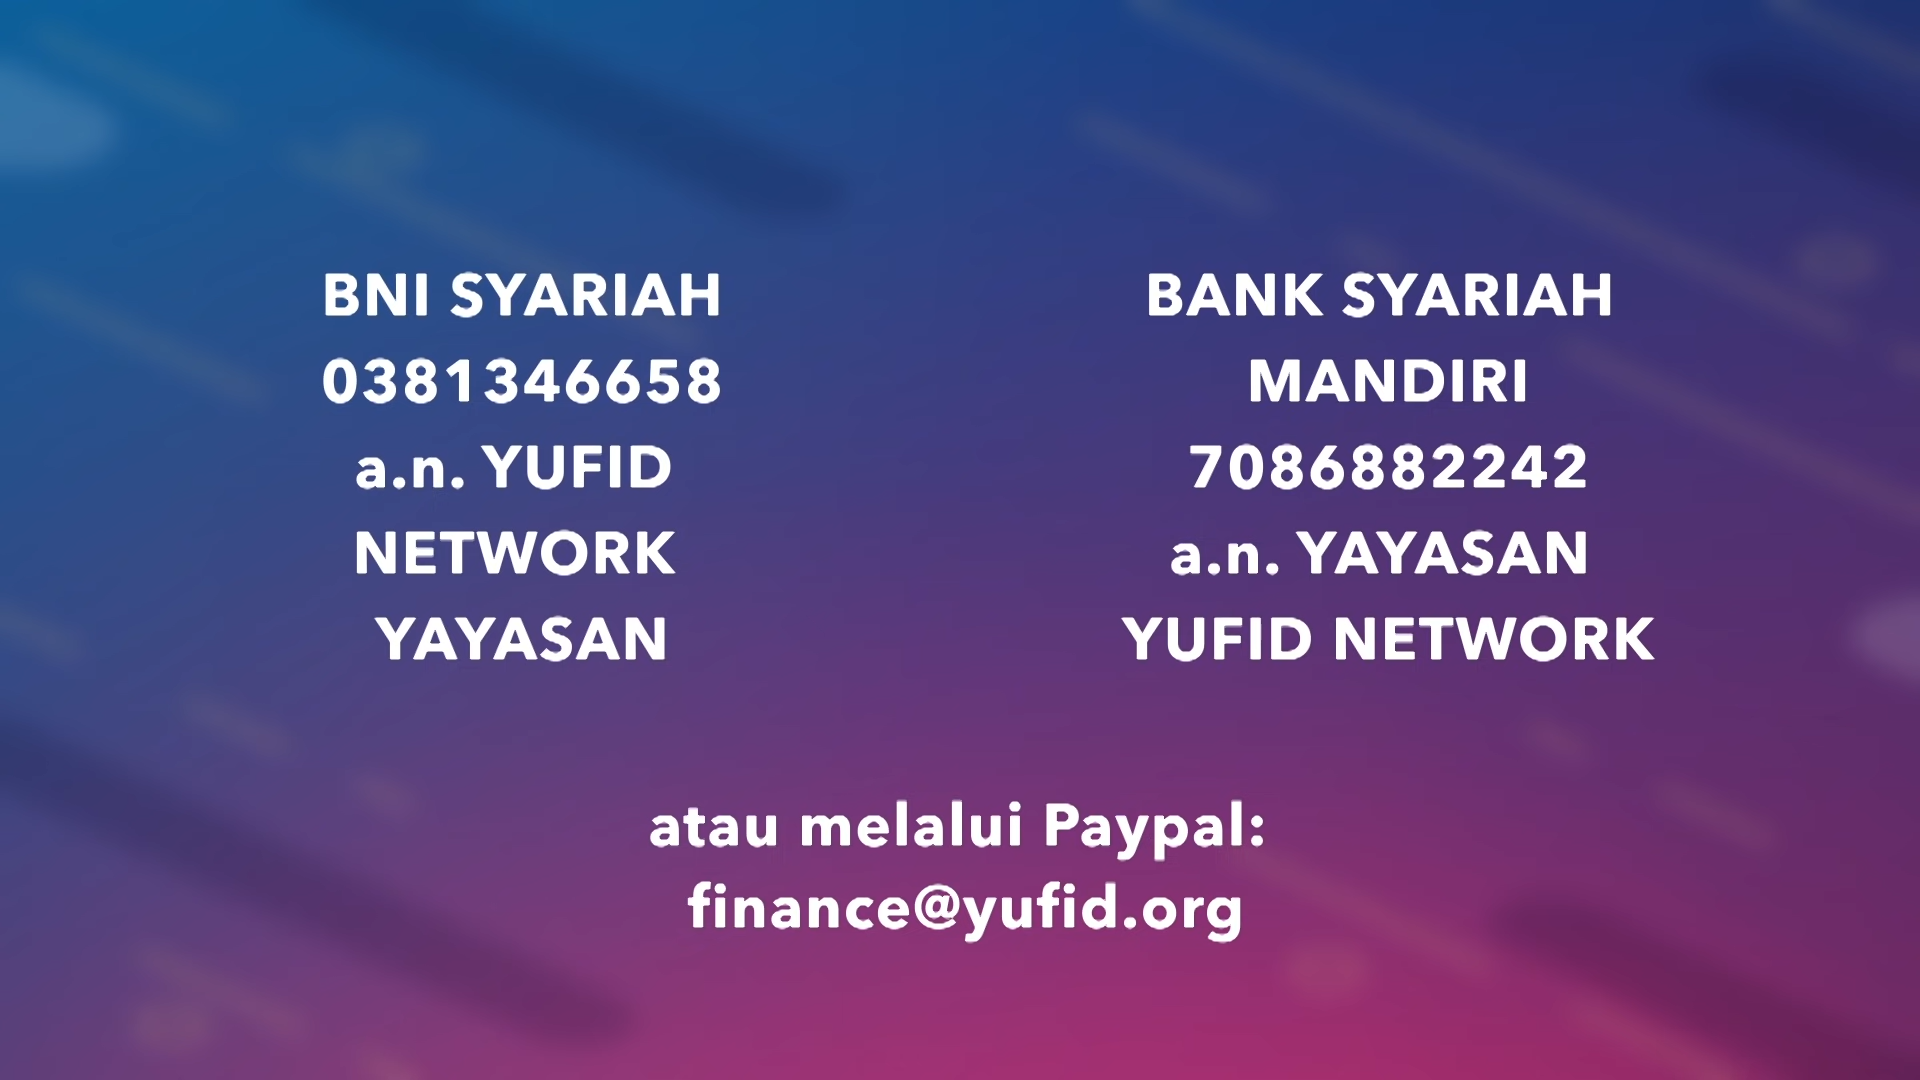 BNI SYARIAH
0381346658
a.n. YUFID
NETWORK
YAYASAN
BANK SYARIAH
MANDIRI
7086882242
a.n. YAYASAN
YUFID NETWORK
atau melalui Paypal:
finance@yufid.org